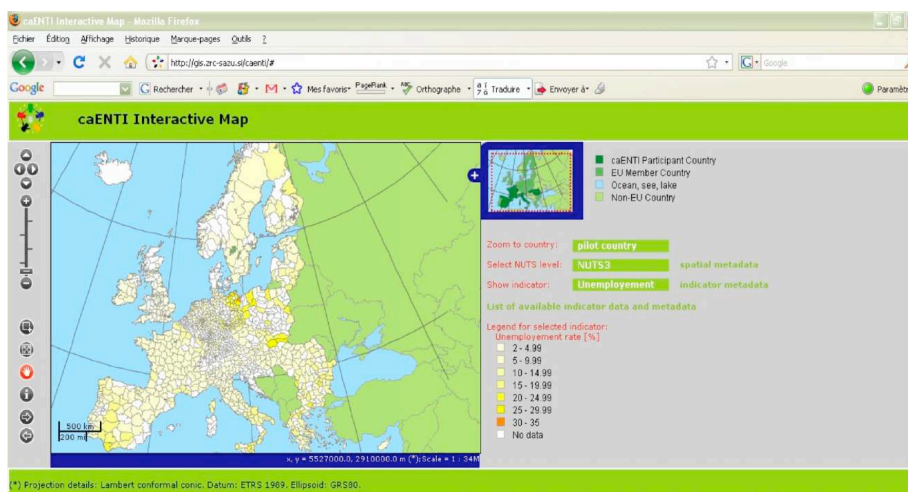 caENTI Interactive Map - Mozilla Firefox
Eichier Édition Affichage Historique Marque-pages Outils ?
http://gis.zrc-sazu.si/caenti/# Google
Google Rechercher Mes favoris PageRank Orthographe Traduire Envoyer à Paramètr
caENTI Interactive Map
caENTI Participant Country
EU Member Country
Ocean, see, lake
Non-EU Country
Zoom to country: pilot country
Select NUTS level: NUTS3 spatial metadata
Show indicator: Unemployement indicator metadata
List of available indicator data and metadata
Legend for selected indicator:
Unemployement rate [%]
2 - 4.99
5 - 9.99
10 - 14.99
15 - 19.99
20 - 24.99
25 - 29.99
30 - 35
No data
500 km
200 mi
x, y = 5527000.0, 2910000.0 m (*);Scale = 1 : 34M
(*) Projection details: Lambert conformal conic. Datum: ETRS 1989. Ellipsoid: GRS80.